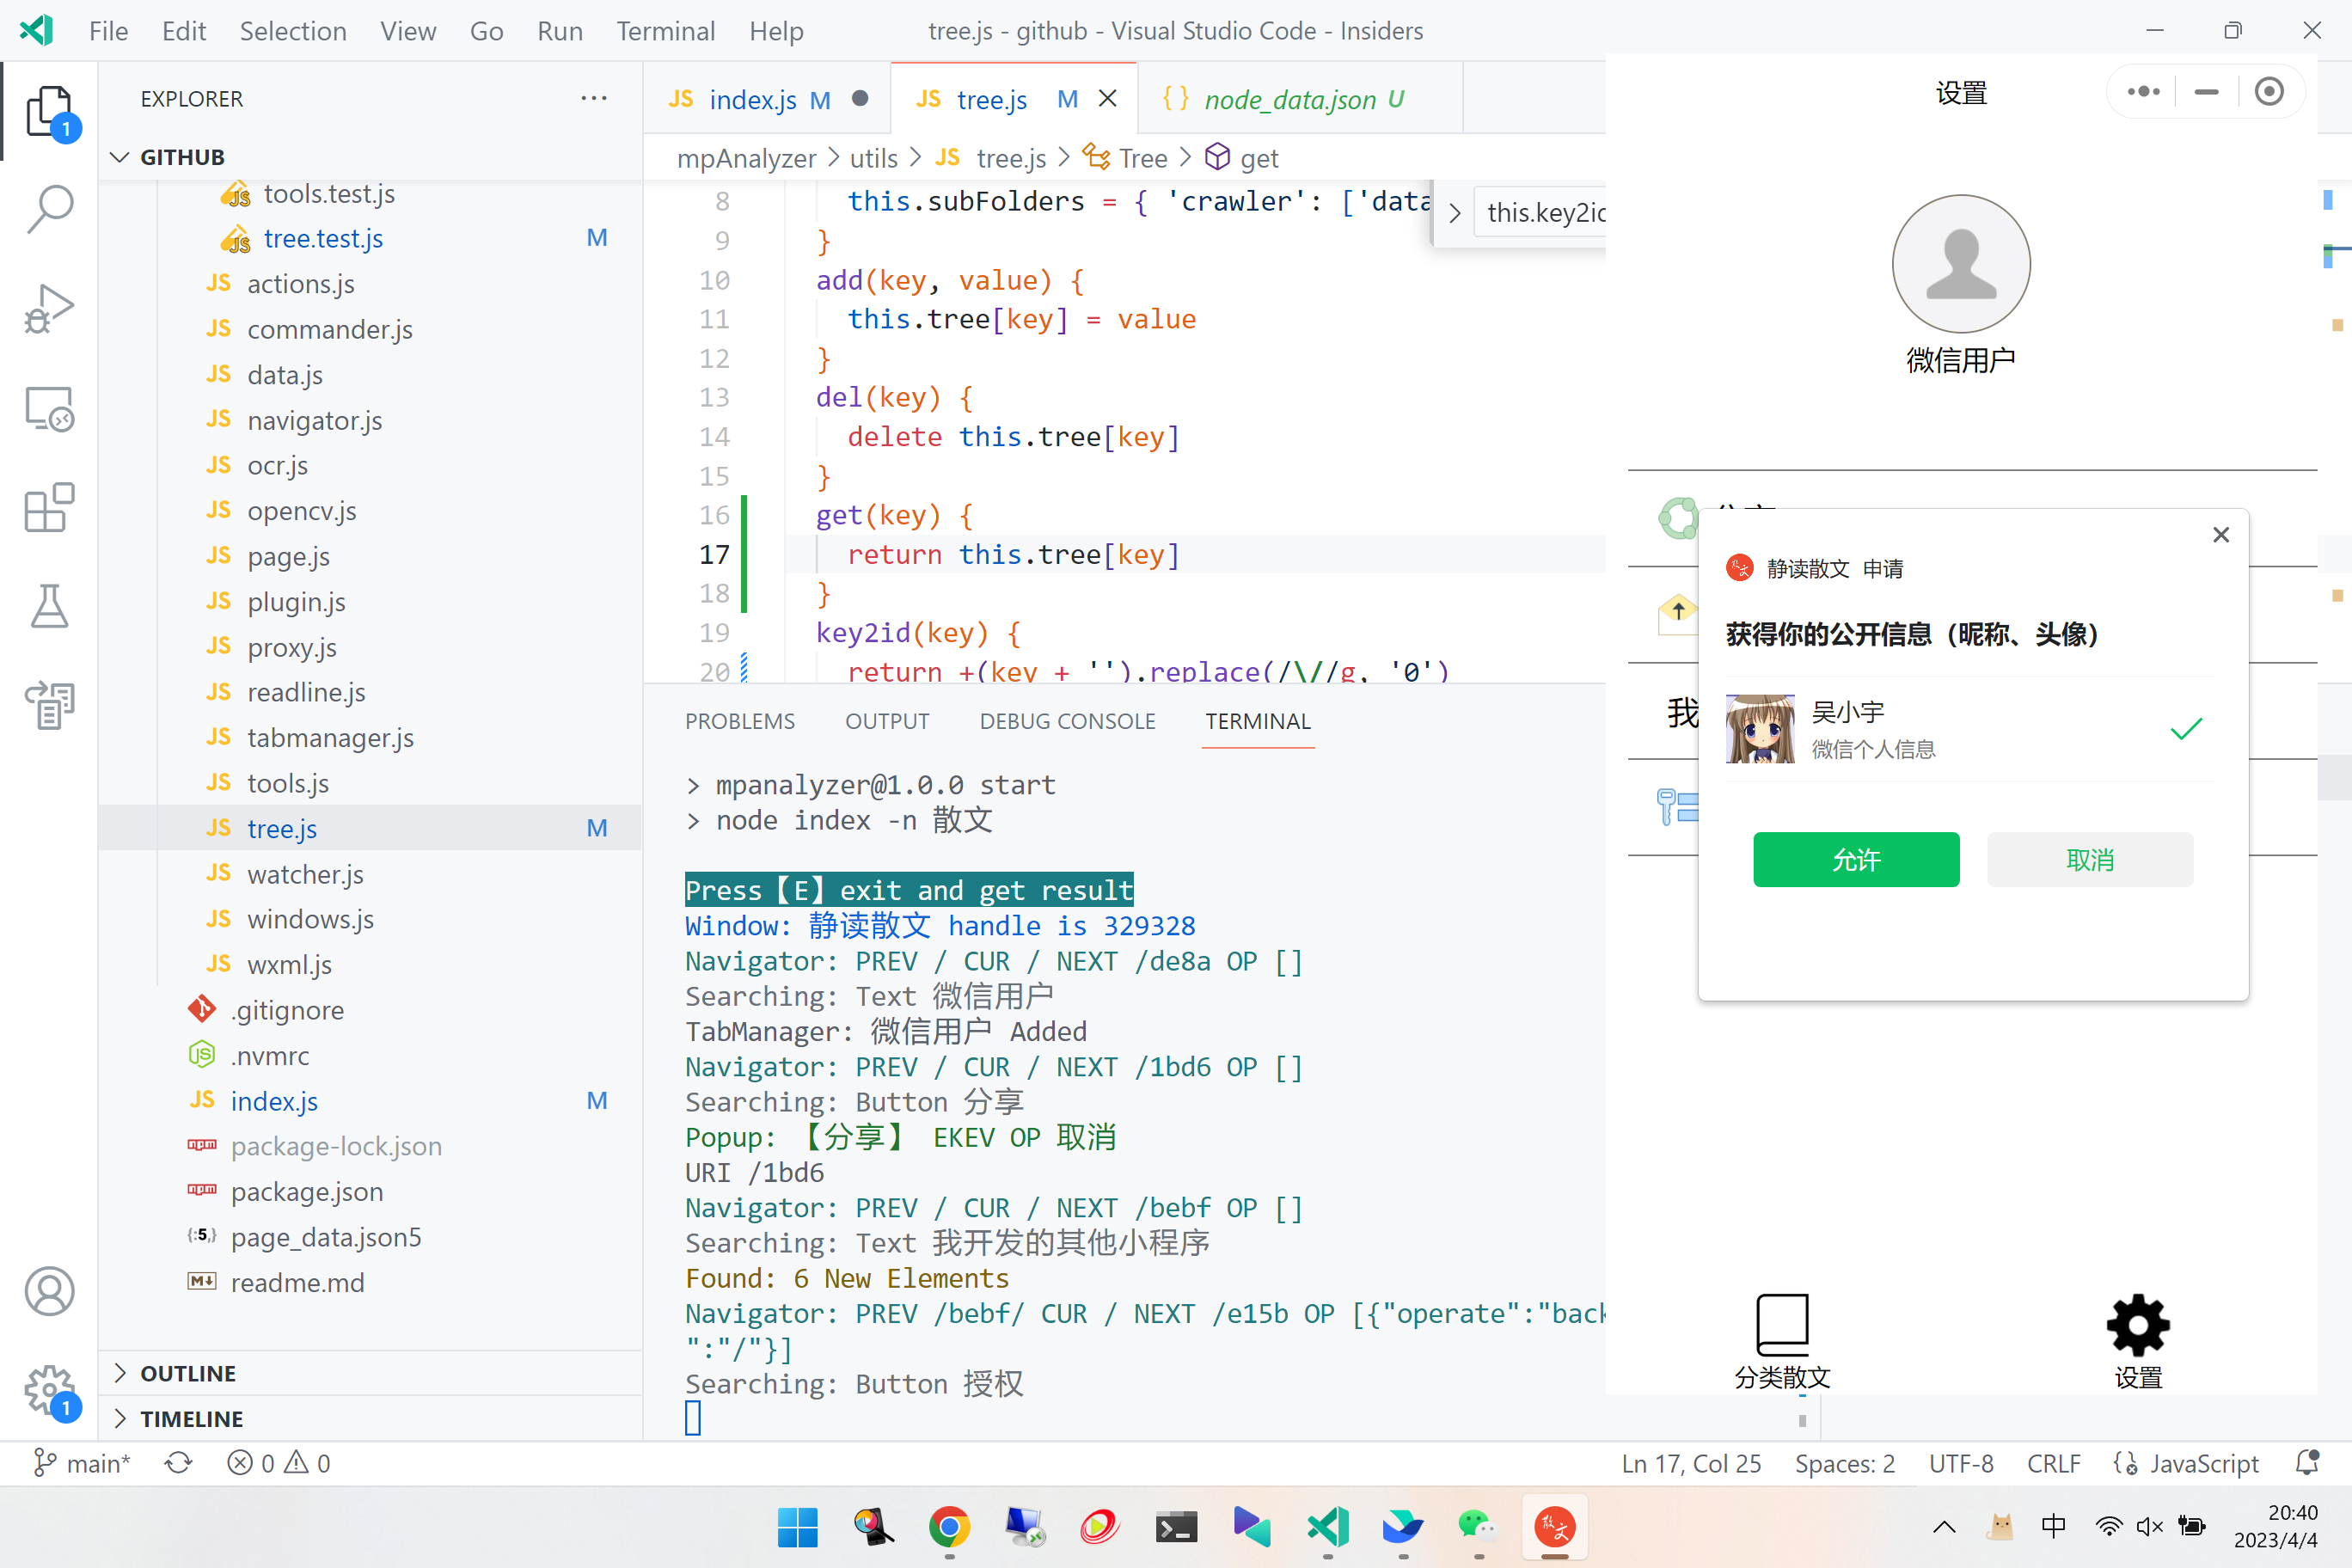 File Edit Selection View Go Run Terminal Help
tree.js - github - Visual Studio Code - Insiders
EXPLORER
GITHUB
tools.test.js
tree.test.js M
actions.js
commander.js
data.js
navigator.js
ocr.js
opencv.js
page.js
plugin.js
proxy.js
readline.js
tabmanager.js
tools.js
tree.js M
watcher.js
windows.js
wxml.js
.gitignore
.nvmrc
index.js M
package-lock.json
package.json
page_data.json5
readme.md
OUTLINE
TIMELINE
1
1
JS index.js M
JS tree.js M
{ } node_data.json U
mpAnalyzer > utils > JS tree.js > Tree > get
this.key2id
8 this.subFolders = { 'crawler': ['data
9 }
10 add(key, value) {
11 this.tree[key] = value
12 }
13 del(key) {
14 delete this.tree[key]
15 }
16 get(key) {
17 return this.tree[key]
18 }
19 key2id(key) {
20 return +(key + '').replace(/\//g, '0')
PROBLEMS OUTPUT DEBUG CONSOLE TERMINAL
> mpanalyzer@1.0.0 start
> node index -n 散文
Press【E】exit and get result
Window: 静读散文 handle is 329328
Navigator: PREV / CUR / NEXT /de8a OP []
Searching: Text 微信用户
TabManager: 微信用户 Added
Navigator: PREV / CUR / NEXT /1bd6 OP []
Searching: Button 分享
Popup: 【分享】 EKEV OP 取消
URI /1bd6
Navigator: PREV / CUR / NEXT /bebf OP []
Searching: Text 我开发的其他小程序
Found: 6 New Elements
Navigator: PREV /bebf/ CUR / NEXT /e15b OP [{"operate":"back
":"/"}]
Searching: Button 授权
设置
微信用户
我
静读散文 申请
获得你的公开信息（昵称、头像）
吴小宇
微信个人信息
允许 取消
分类散文 设置
main* 0 0
Ln 17, Col 25 Spaces: 2 UTF-8 CRLF JavaScript
散文
中
20:40
2023/4/4